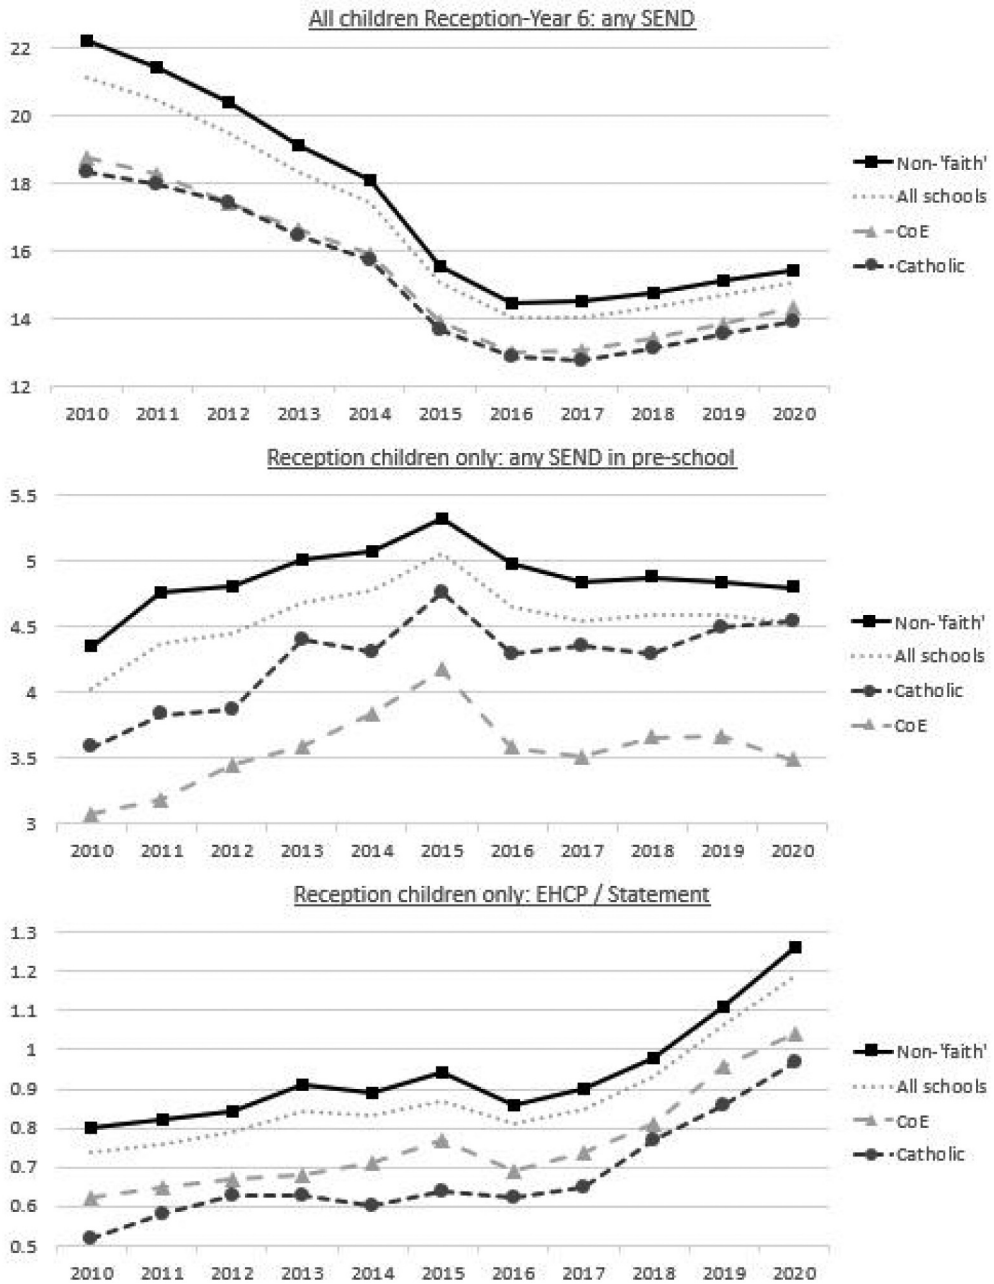 All children Reception-Year 6: any SEND
22
20
18
16
14
12
2010 2011 2012 2013 2014 2015 2016 2017 2018 2019 2020
Non-'faith'
All schools
CoE
Catholic
Reception children only: any SEND in pre-school
5.5
5
4.5
4
3.5
3
2010 2011 2012 2013 2014 2015 2016 2017 2018 2019 2020
Non-'faith'
All schools
Catholic
CoE
Reception children only: EHCP / Statement
1.3
1.2
1.1
1
0.9
0.8
0.7
0.6
0.5
2010 2011 2012 2013 2014 2015 2016 2017 2018 2019 2020
Non-'faith'
All schools
CoE
Catholic